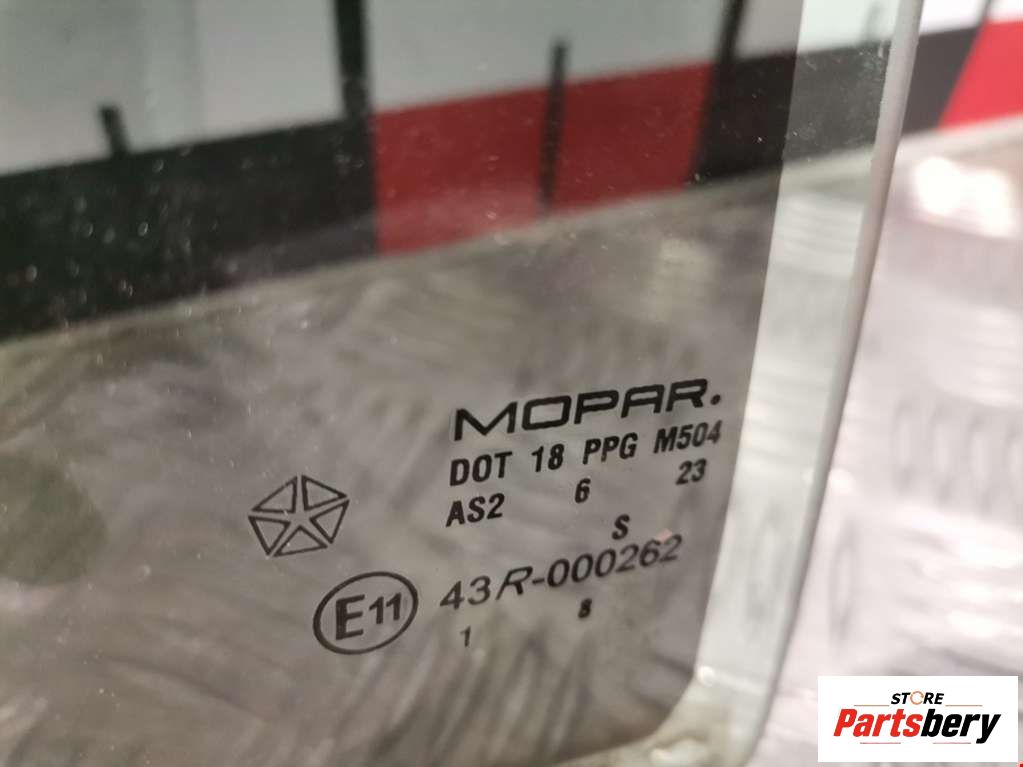 MOPAR.
DOT 18 PPG M504
AS2 6 23
S
E11 43R-000262
1 8
STORE
Partsbery